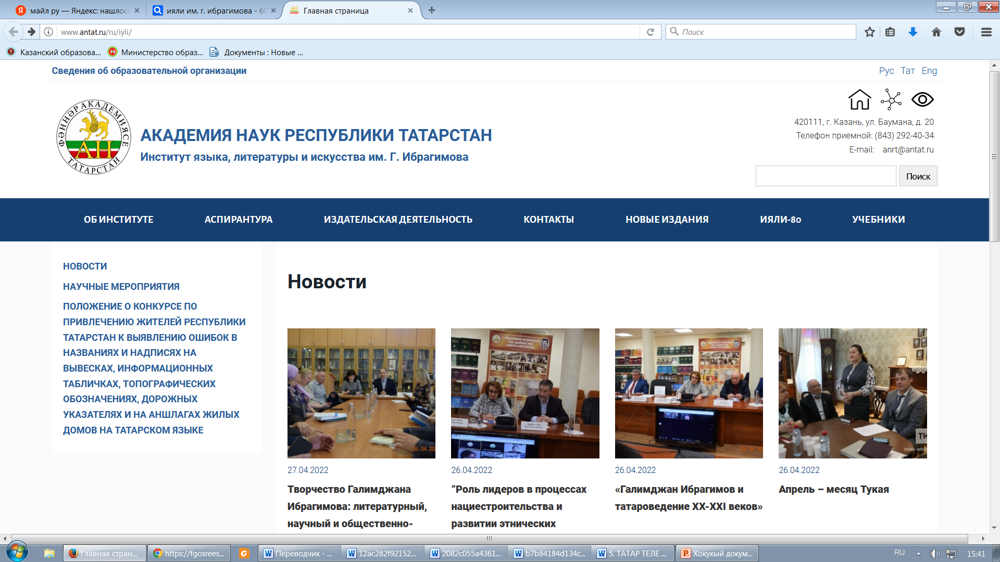 майл ру — Яндекс: нашлось
ияли им. г. ибрагимова - 60
Главная страница
www.antat.ru/ru/iyli/
Поиск
Казанский образова...
Министерство образ...
Документы : Новые ...
Сведения об образовательной организации
Рус Тат Eng
ФӘННӘР АКАДЕМИЯСЕ
АН
ТАТАРСТАН
АКАДЕМИЯ НАУК РЕСПУБЛИКИ ТАТАРСТАН
Институт языка, литературы и искусства им. Г. Ибрагимова
420111, г. Казань, ул. Баумана, д. 20
Телефон приемной: (843) 292-40-34
E-mail: anrt@antat.ru
Поиск
ОБ ИНСТИТУТЕ
АСПИРАНТУРА
ИЗДАТЕЛЬСКАЯ ДЕЯТЕЛЬНОСТЬ
КОНТАКТЫ
НОВЫЕ ИЗДАНИЯ
ИЯЛИ-80
УЧЕБНИКИ
НОВОСТИ
НАУЧНЫЕ МЕРОПРИЯТИЯ
ПОЛОЖЕНИЕ О КОНКУРСЕ ПО
ПРИВЛЕЧЕНИЮ ЖИТЕЛЕЙ РЕСПУБЛИКИ
ТАТАРСТАН К ВЫЯВЛЕНИЮ ОШИБОК В
НАЗВАНИЯХ И НАДПИСЯХ НА
ВЫВЕСКАХ, ИНФОРМАЦИОННЫХ
ТАБЛИЧКАХ, ТОПОГРАФИЧЕСКИХ
ОБОЗНАЧЕНИЯХ, ДОРОЖНЫХ
УКАЗАТЕЛЯХ И НА АНШЛАГАХ ЖИЛЫХ
ДОМОВ НА ТАТАРСКОМ ЯЗЫКЕ
Новости
27.04.2022
Творчество Галимджана
Ибрагимова: литературный,
научный и общественно-
26.04.2022
“Роль лидеров в процессах
нациестроительства и
развитии этнических
26.04.2022
«Галимджан Ибрагимов и
татароведение XX-XXI веков»
TATAR-INFO
26.04.2022
Апрель – месяц Тукая
Главная стран...
https://fgosrees...
Переводчик - ...
12ac282f92152...
2082c055a4361...
b7b84184d134c...
5. ТАТАР ТЕЛЕ ...
Хокукый докум...
RU
15:41